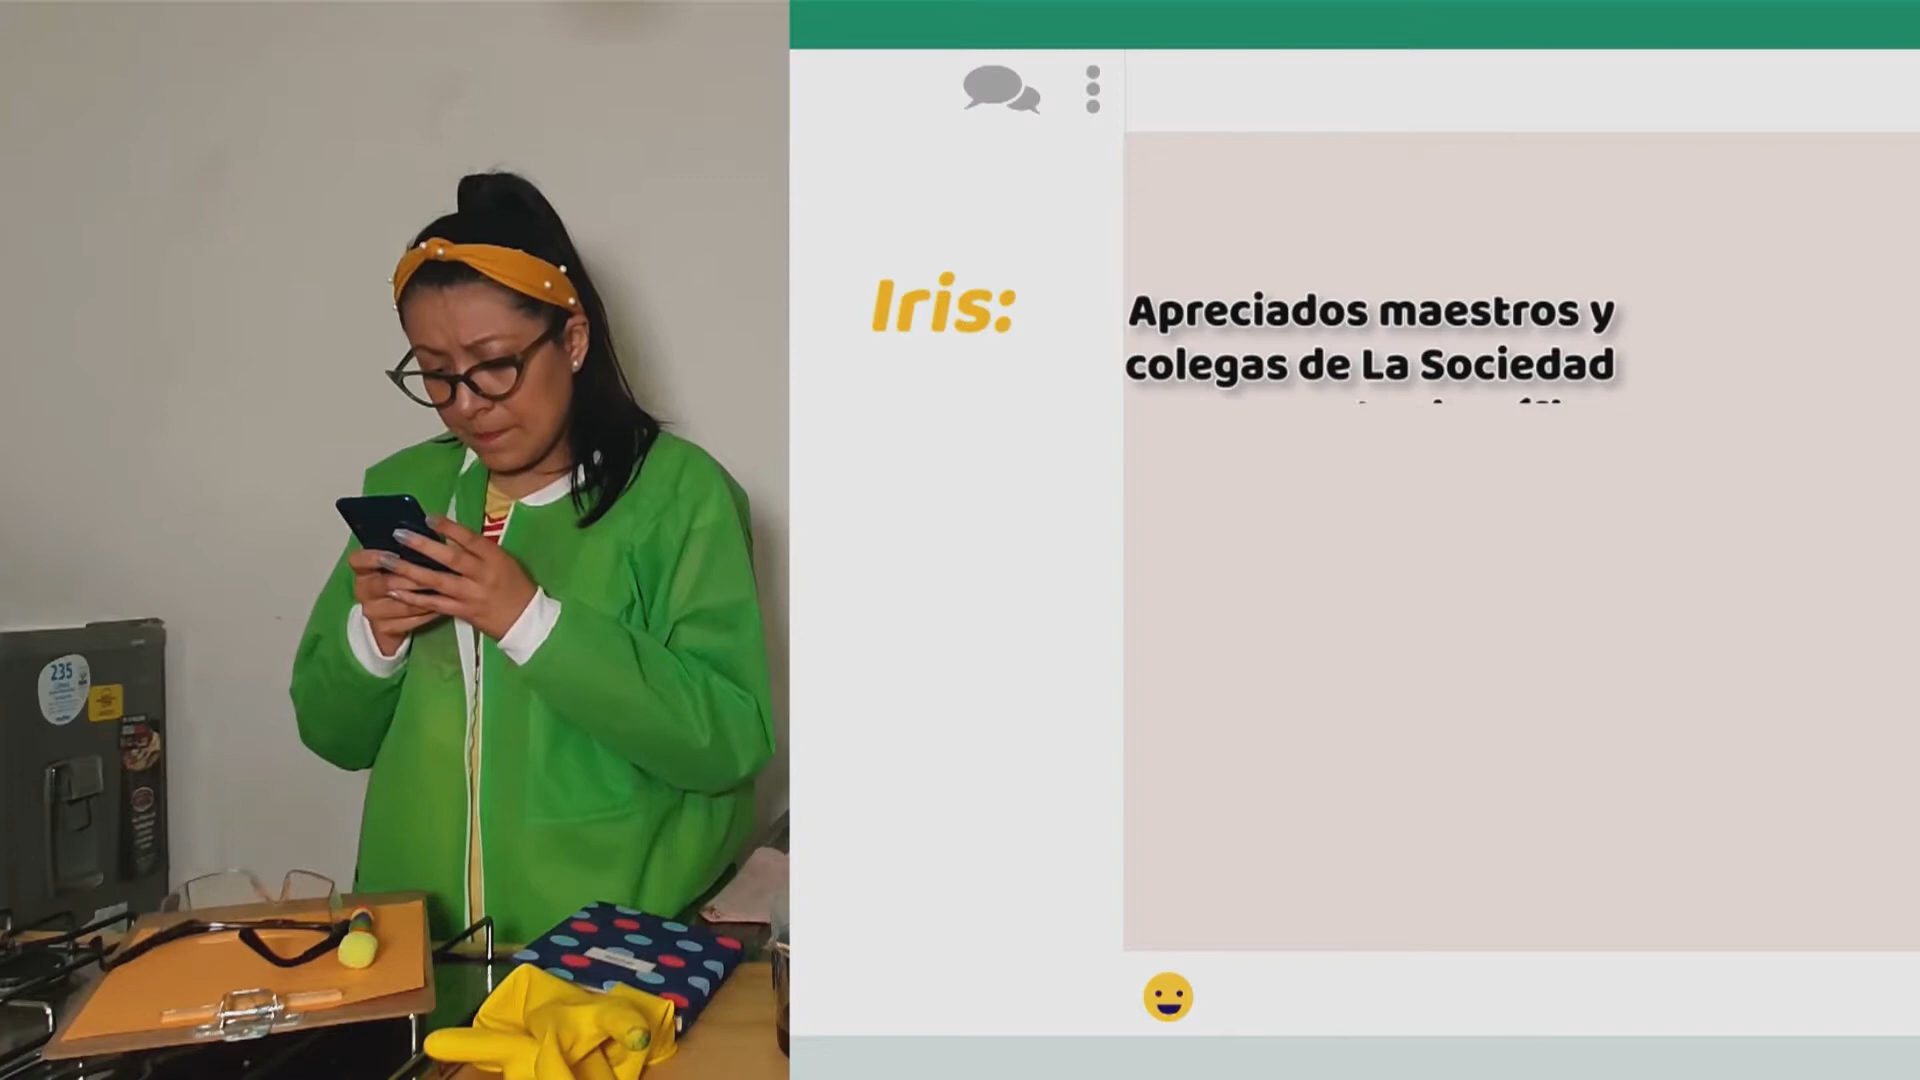 Iris:
Apreciados maestros y
colegas de La Sociedad
235